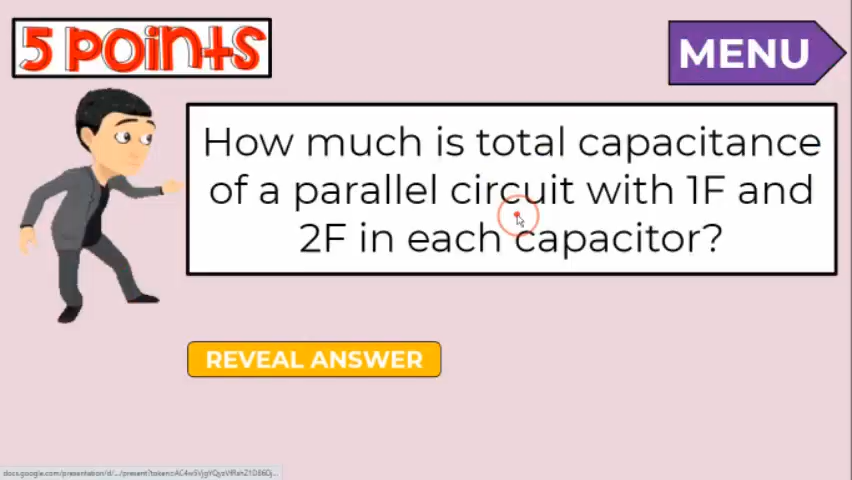 5 points
MENU
How much is total capacitance
of a parallel circuit with 1F and
2F in each capacitor?
REVEAL ANSWER